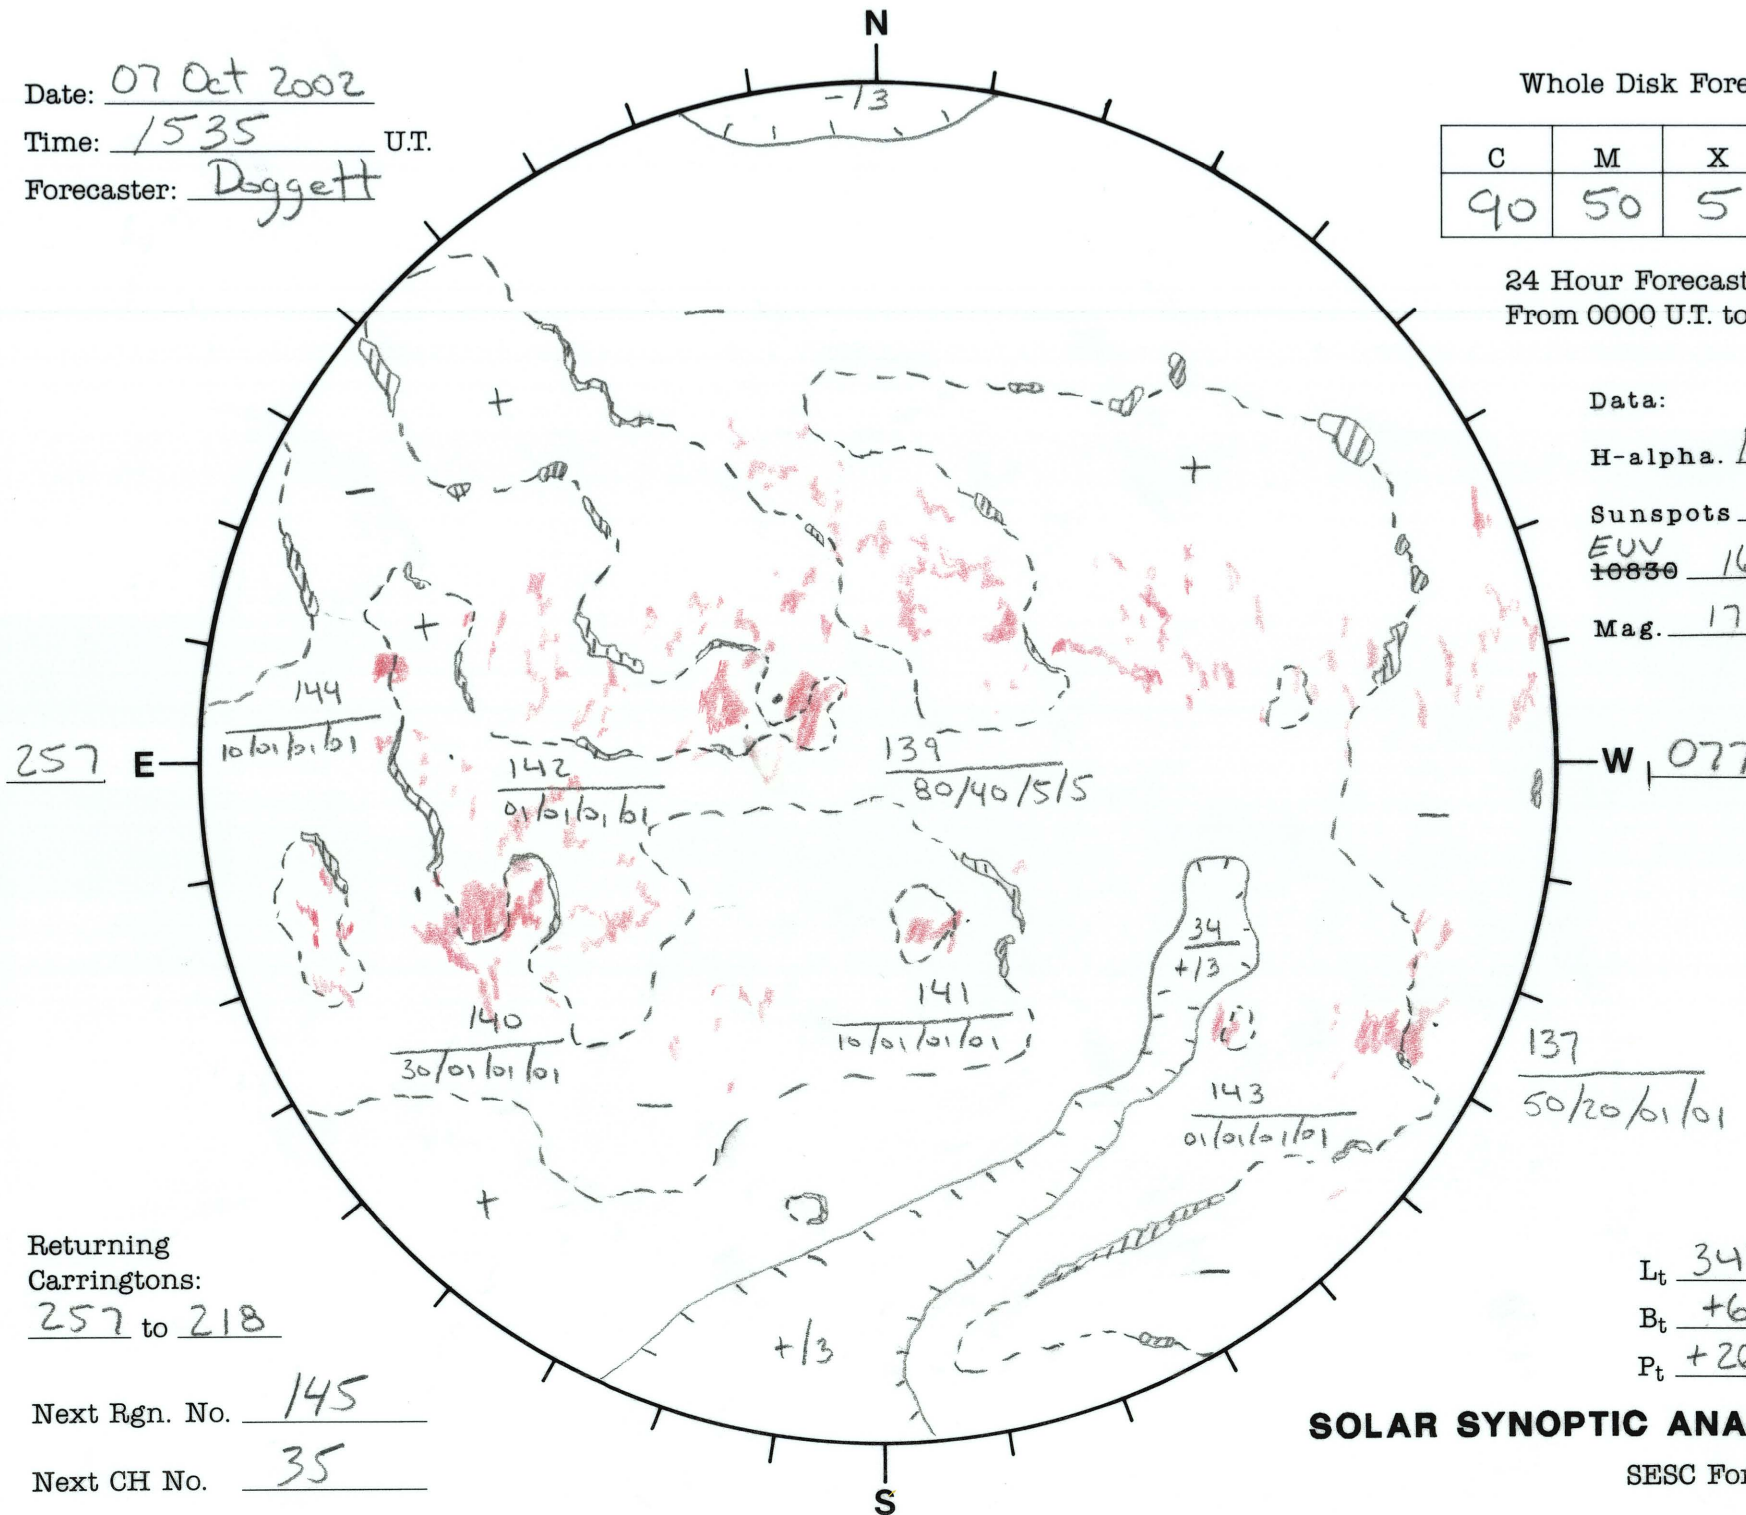 N
Date: 07 Oct 2002
Time: 1535 U.T.
Forecaster: Doggett
-/3
Whole Disk Fore
C M X
90 50 5
24 Hour Forecast
From 0000 U.T. to
Data:
H-alpha.
Sunspots
EUV
10830 16
Mag. 17
−
+
+
−
+
144
10/01/01/01
257 E
142
01/01/01/01
139
80/40/5/5
W 077
−
34
+/3
141
10/01/01/01
140
30/01/01/01
137
50/20/01/01
143
01/01/01/01
−
+
−
+/3
Returning
Carringtons:
257 to 218
Next Rgn. No. 145
Next CH No. 35
Lt 34
Bt +6
Pt +26
SOLAR SYNOPTIC ANA
SESC For
S